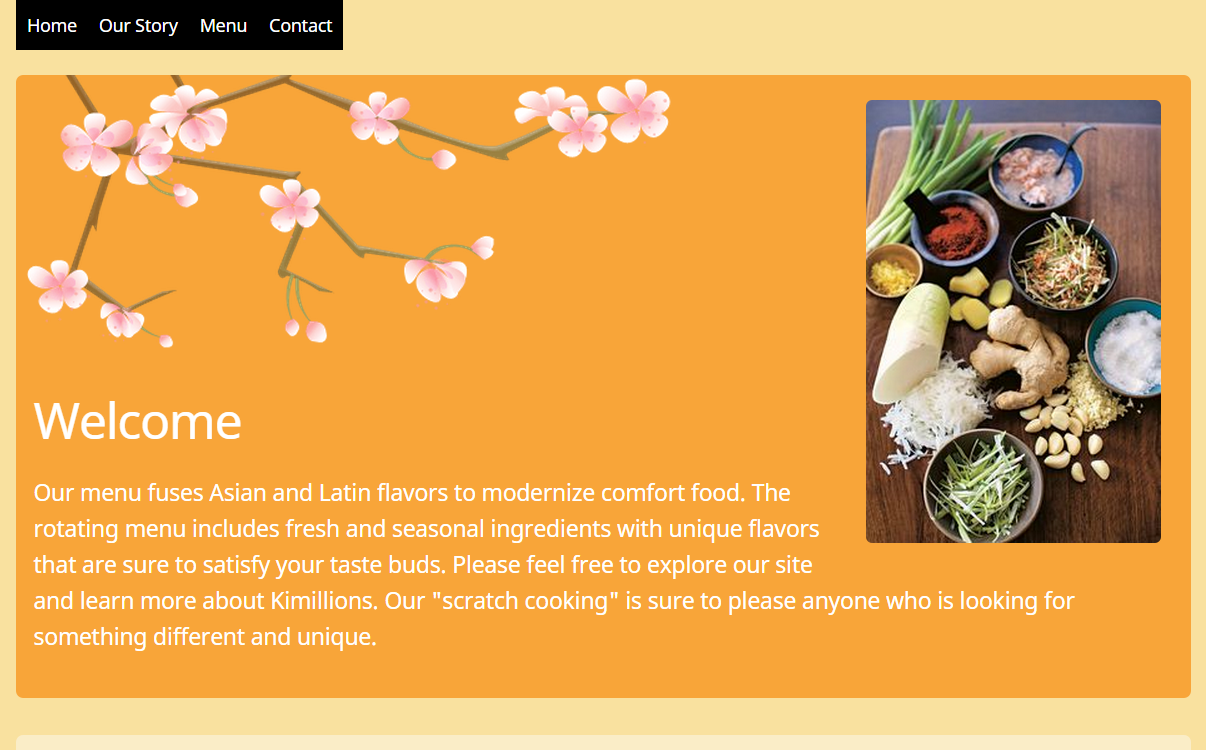 Home Our Story Menu Contact
Welcome
Our menu fuses Asian and Latin flavors to modernize comfort food. The
rotating menu includes fresh and seasonal ingredients with unique flavors
that are sure to satisfy your taste buds. Please feel free to explore our site
and learn more about Kimillions. Our "scratch cooking" is sure to please anyone who is looking for
something different and unique.